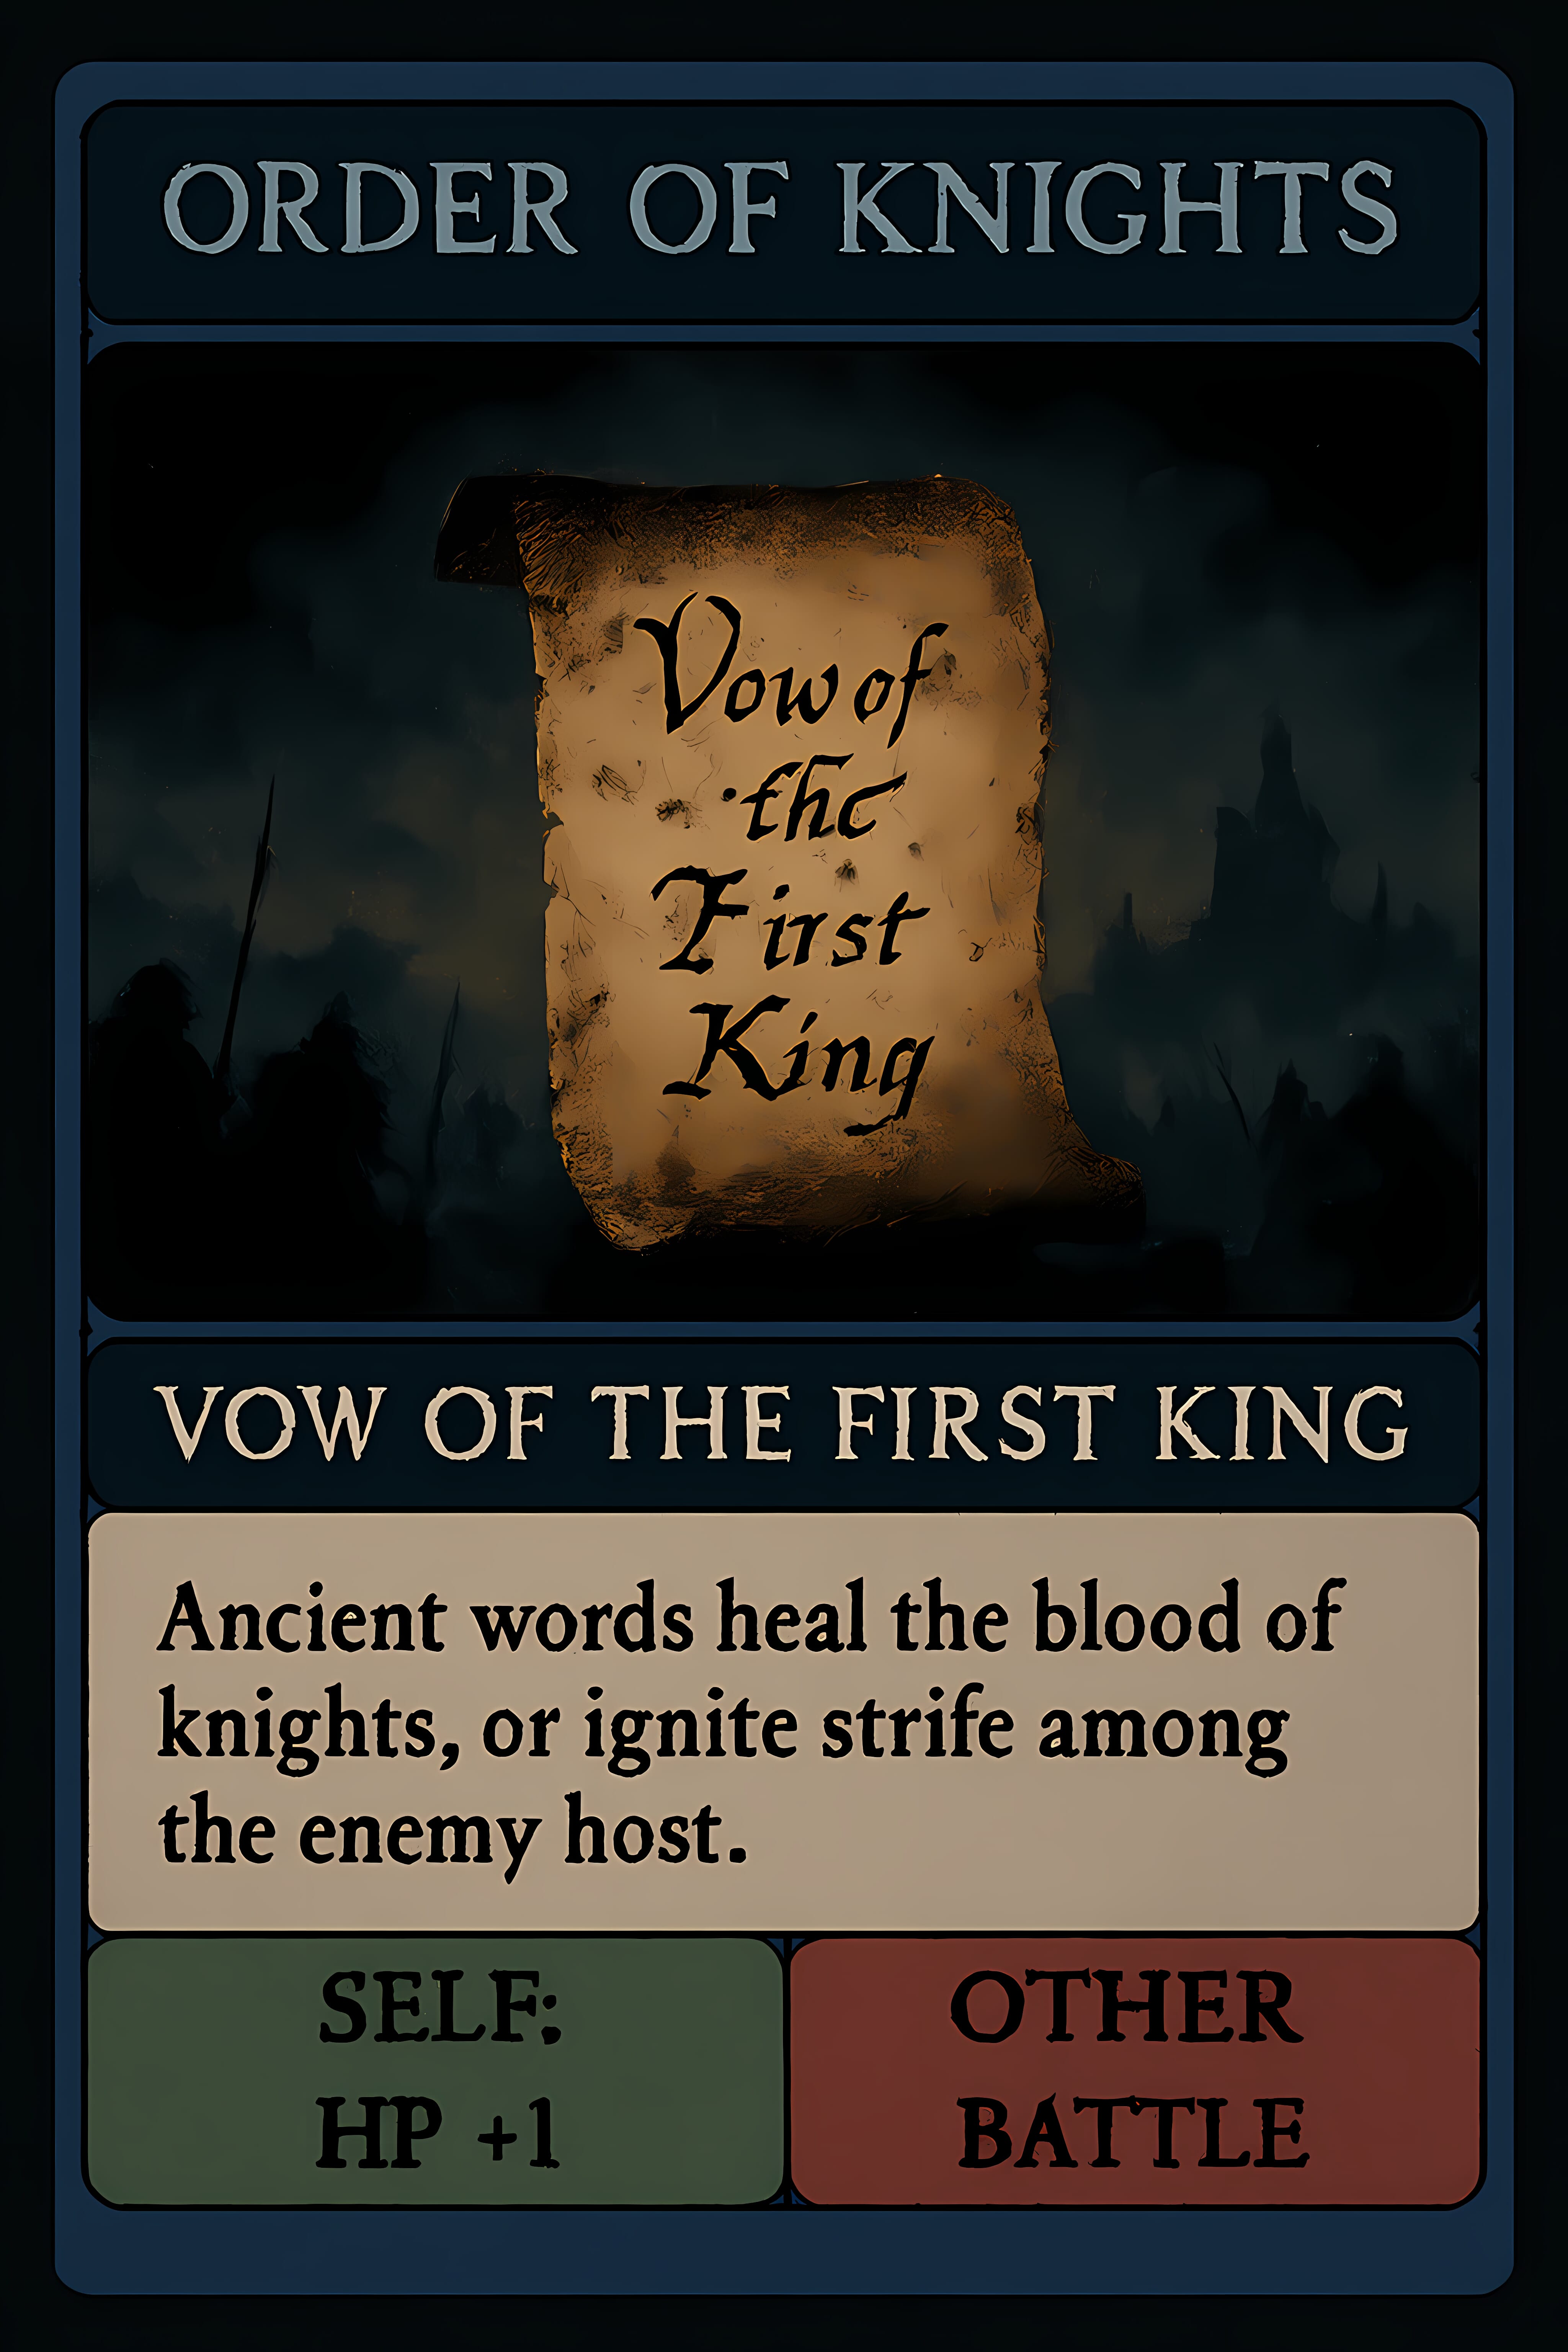 ORDER OF KNIGHTS
Vow of
the
First
King
VOW OF THE FIRST KING
Ancient words heal the blood of
knights, or ignite strife among
the enemy host.
SELF:
HP +1
OTHER
BATTLE